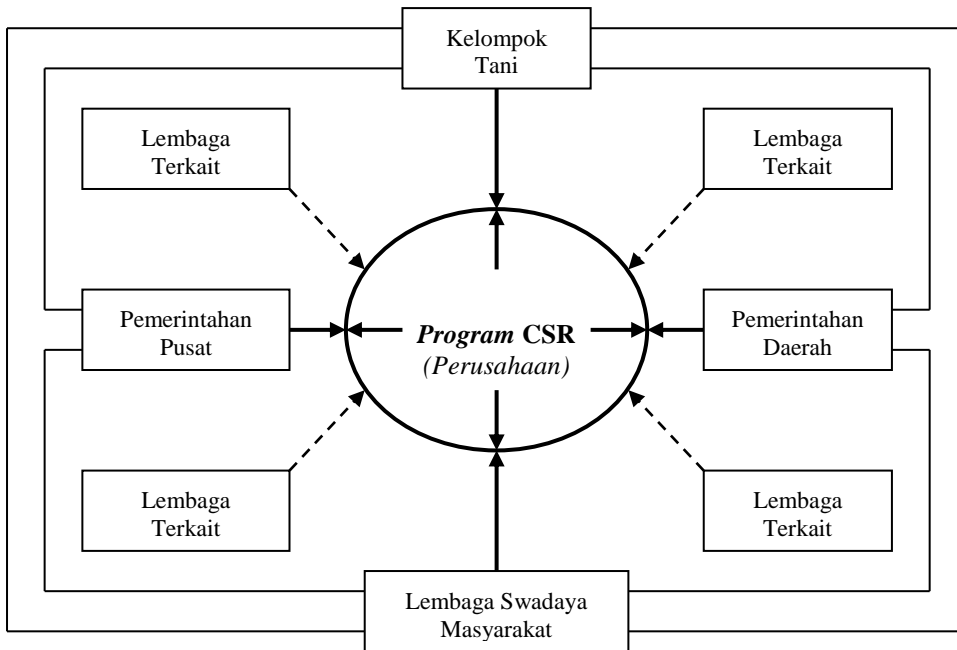 Kelompok
Tani
Lembaga
Terkait
Lembaga
Terkait
Pemerintahan
Pusat
Program CSR
(Perusahaan)
Pemerintahan
Daerah
Lembaga
Terkait
Lembaga
Terkait
Lembaga Swadaya
Masyarakat